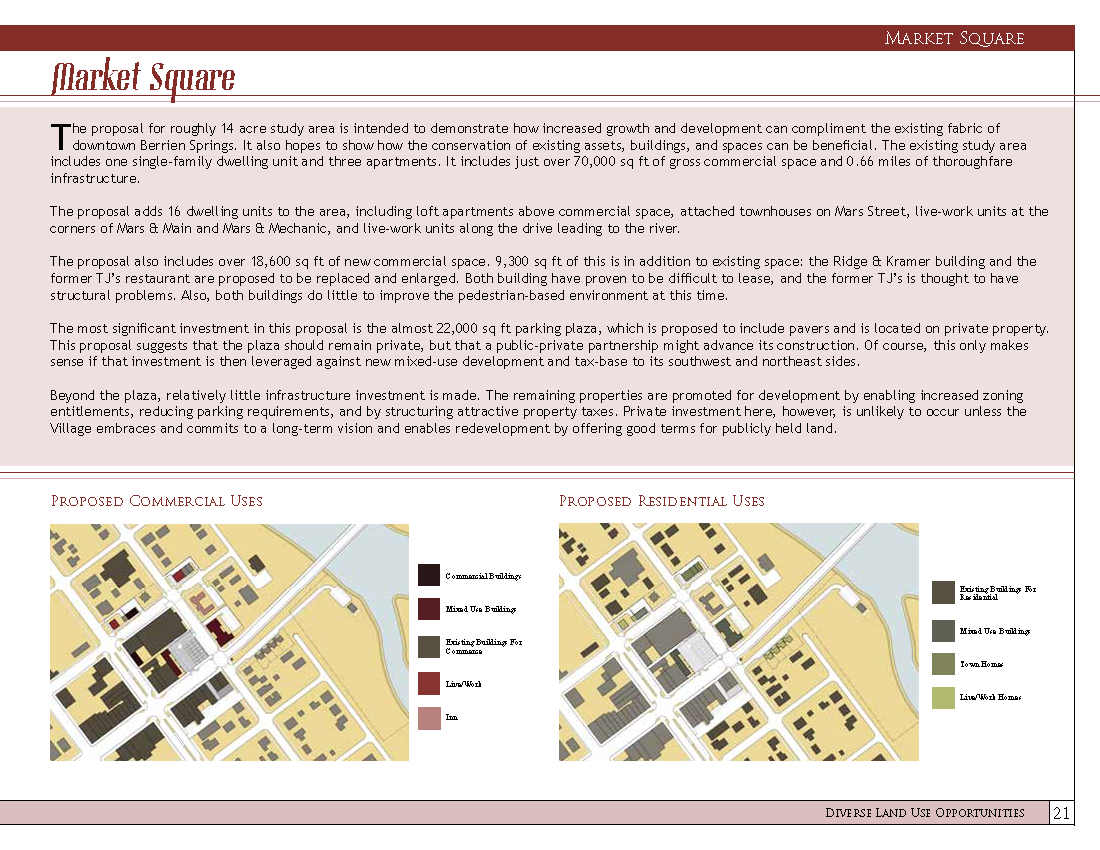 Market Square
Market Square
The proposal for roughly 14 acre study area is intended to demonstrate how increased growth and development can compliment the existing fabric of
downtown Berrien Springs. It also hopes to show how the conservation of existing assets, buildings, and spaces can be beneficial. The existing study area
includes one single-family dwelling unit and three apartments. It includes just over 70,000 sq ft of gross commercial space and 0.66 miles of thoroughfare
infrastructure.
The proposal adds 16 dwelling units to the area, including loft apartments above commercial space, attached townhouses on Mars Street, live-work units at the
corners of Mars & Main and Mars & Mechanic, and live-work units along the drive leading to the river.
The proposal also includes over 18,600 sq ft of new commercial space. 9,300 sq ft of this is in addition to existing space: the Ridge & Kramer building and the
former TJ's restaurant are proposed to be replaced and enlarged. Both building have proven to be difficult to lease, and the former TJ's is thought to have
structural problems. Also, both buildings do little to improve the pedestrian-based environment at this time.
The most significant investment in this proposal is the almost 22,000 sq ft parking plaza, which is proposed to include pavers and is located on private property.
This proposal suggests that the plaza should remain private, but that a public-private partnership might advance its construction. Of course, this only makes
sense if that investment is then leveraged against new mixed-use development and tax-base to its southwest and northeast sides.
Beyond the plaza, relatively little infrastructure investment is made. The remaining properties are promoted for development by enabling increased zoning
entitlements, reducing parking requirements, and by structuring attractive property taxes. Private investment here, however, is unlikely to occur unless the
Village embraces and commits to a long-term vision and enables redevelopment by offering good terms for publicly held land.
Proposed Commercial Uses
Commercial Buildings
Mixed Use Buildings
Existing Buildings For
Commerce
Live/Work
Inn
Proposed Residential Uses
Existing Buildings For
Residential
Mixed Use Buildings
Town Homes
Live/Work Homes
Diverse Land Use Opportunities
21